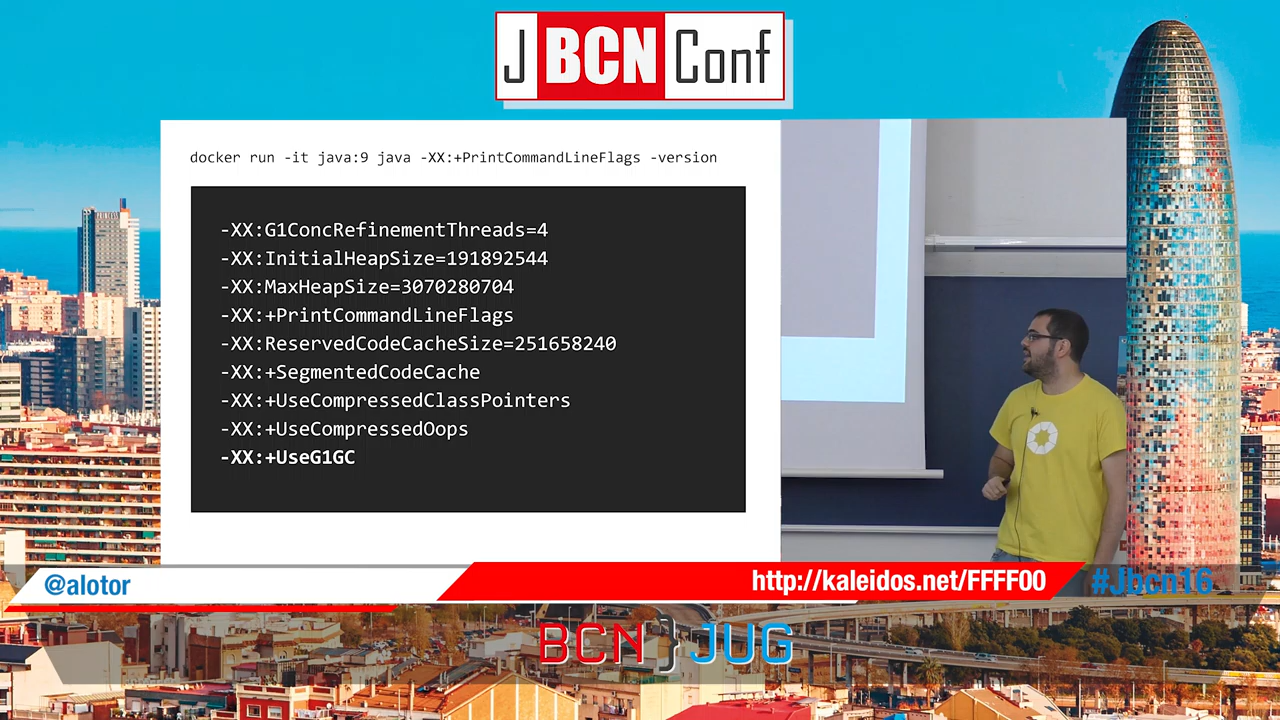 J BCN Conf
docker run -it java:9 java -XX:+PrintCommandLineFlags -version
-XX:G1ConcRefinementThreads=4
-XX:InitialHeapSize=191892544
-XX:MaxHeapSize=3070280704
-XX:+PrintCommandLineFlags
-XX:ReservedCodeCacheSize=251658240
-XX:+SegmentedCodeCache
-XX:+UseCompressedClassPointers
-XX:+UseCompressedOops
-XX:+UseG1GC
@alotor
http://kaleidos.net/FFFF00
#Jbcn16
BCN } JUG